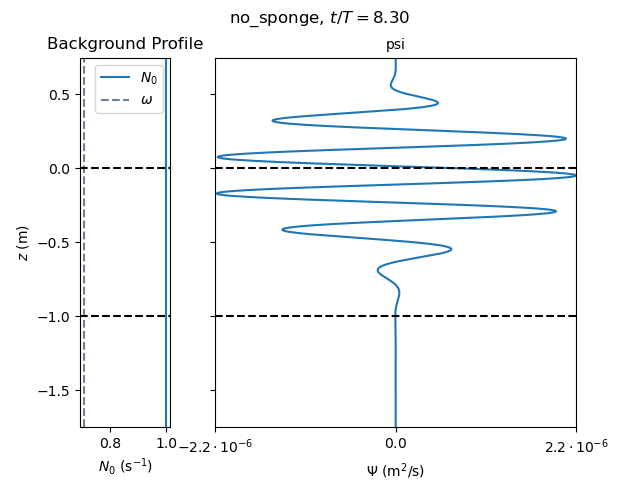 no_sponge, t/T = 8.30
Background Profile
psi
N₀
ω
z (m)
0.5
0.0
−0.5
−1.0
−1.5
0.8
1.0
N₀ (s⁻¹)
−2.2 · 10⁻⁶
0.0
2.2 · 10⁻⁶
Ψ (m²/s)